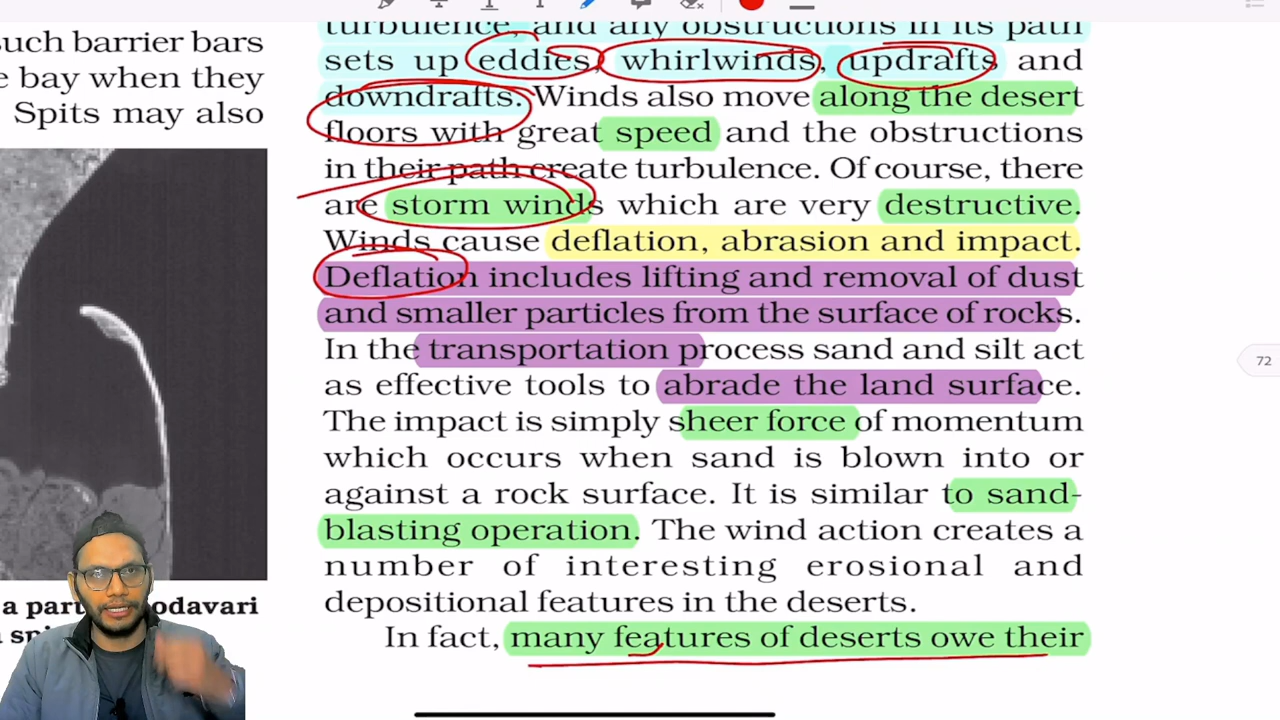 such barrier bars
e bay when they
Spits may also
a part
odavari
turbulence, and any obstructions in its path
sets up eddies, whirlwinds, updrafts and
downdrafts. Winds also move along the desert
floors with great speed and the obstructions
in their path create turbulence. Of course, there
are storm winds which are very destructive.
Winds cause deflation, abrasion and impact.
Deflation includes lifting and removal of dust
and smaller particles from the surface of rocks.
In the transportation process sand and silt act
as effective tools to abrade the land surface.
The impact is simply sheer force of momentum
which occurs when sand is blown into or
against a rock surface. It is similar to sand-
blasting operation. The wind action creates a
number of interesting erosional and
depositional features in the deserts.
In fact, many features of deserts owe their
72